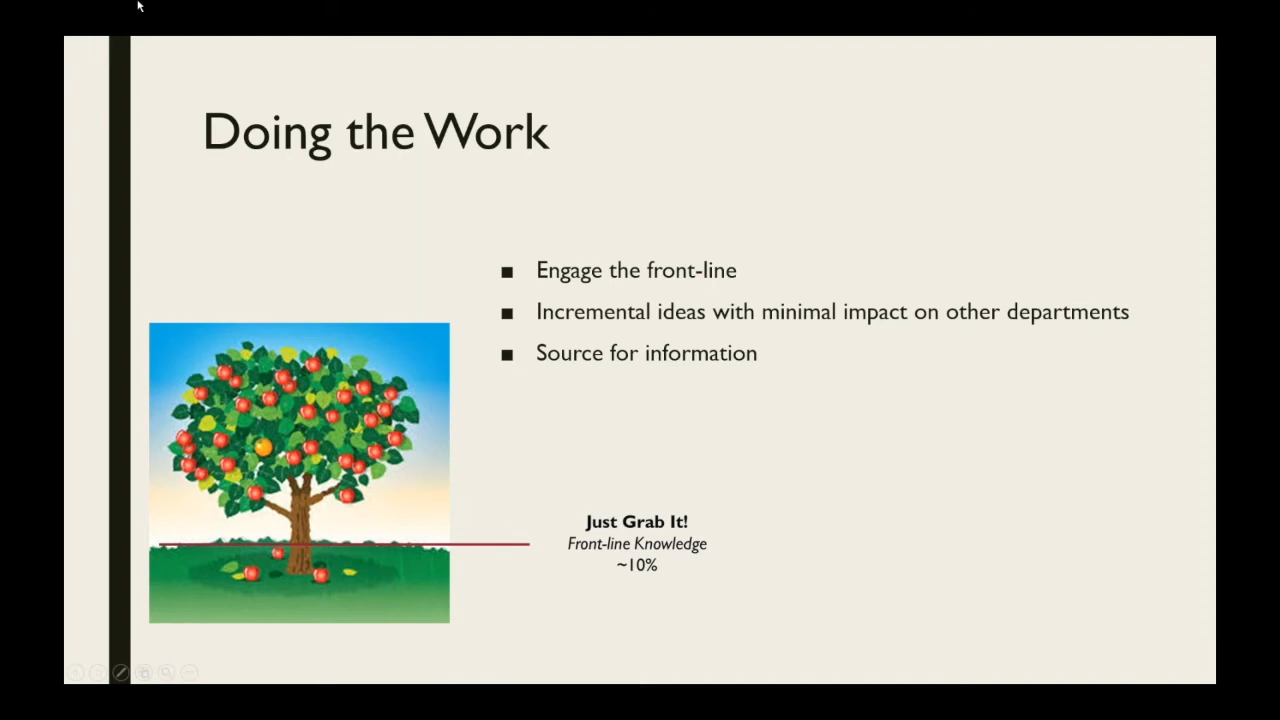 Doing the Work
■ Engage the front-line
■ Incremental ideas with minimal impact on other departments
■ Source for information
Just Grab It!
Front-line Knowledge
~10%